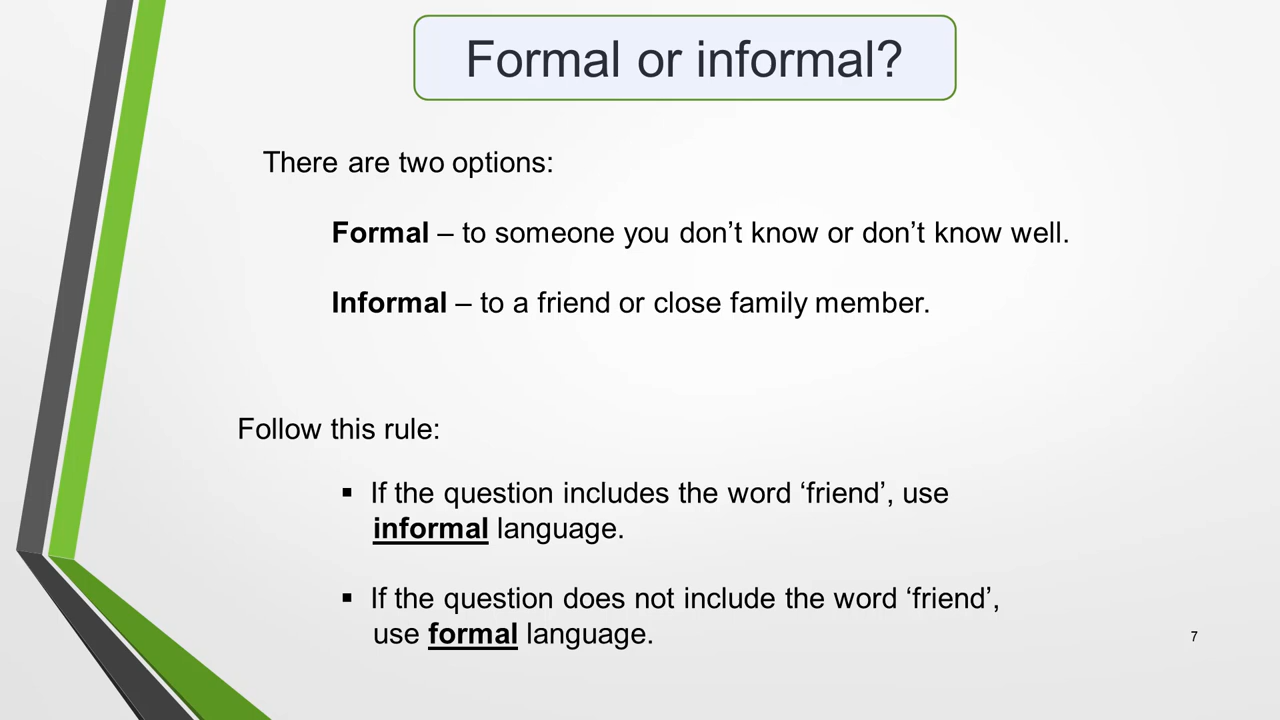 Formal or informal?
There are two options:
Formal – to someone you don’t know or don’t know well.
Informal – to a friend or close family member.
Follow this rule:
▪ If the question includes the word ‘friend’, use
informal language.
▪ If the question does not include the word ‘friend’,
use formal language.
7